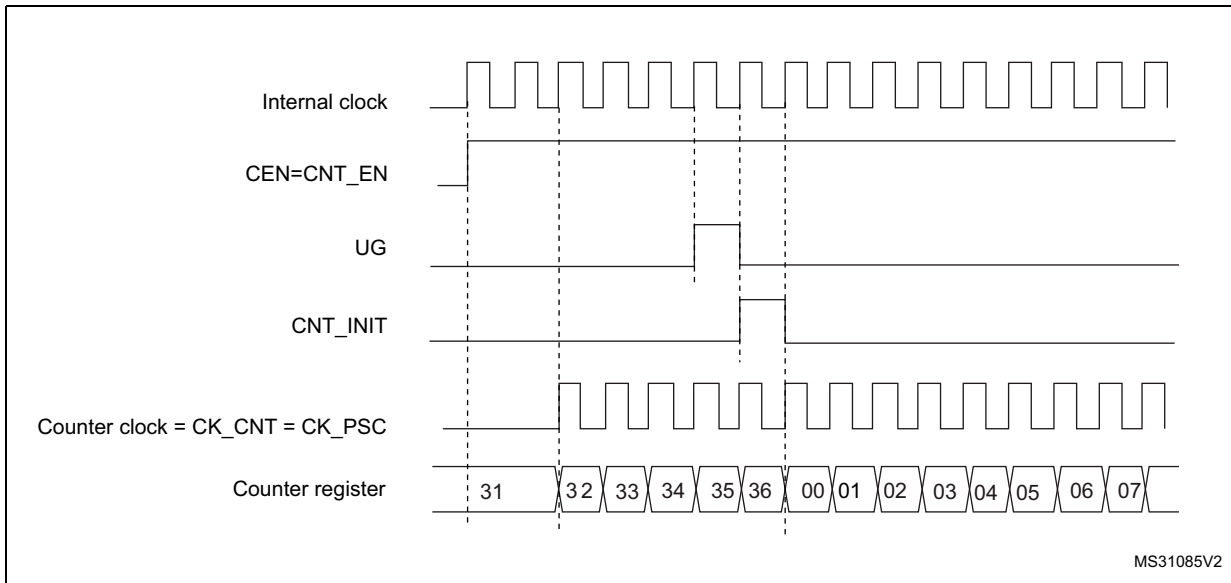 Internal clock
CEN=CNT_EN
UG
CNT_INIT
Counter clock = CK_CNT = CK_PSC
Counter register 31 32 33 34 35 36 00 01 02 03 04 05 06 07
MS31085V2